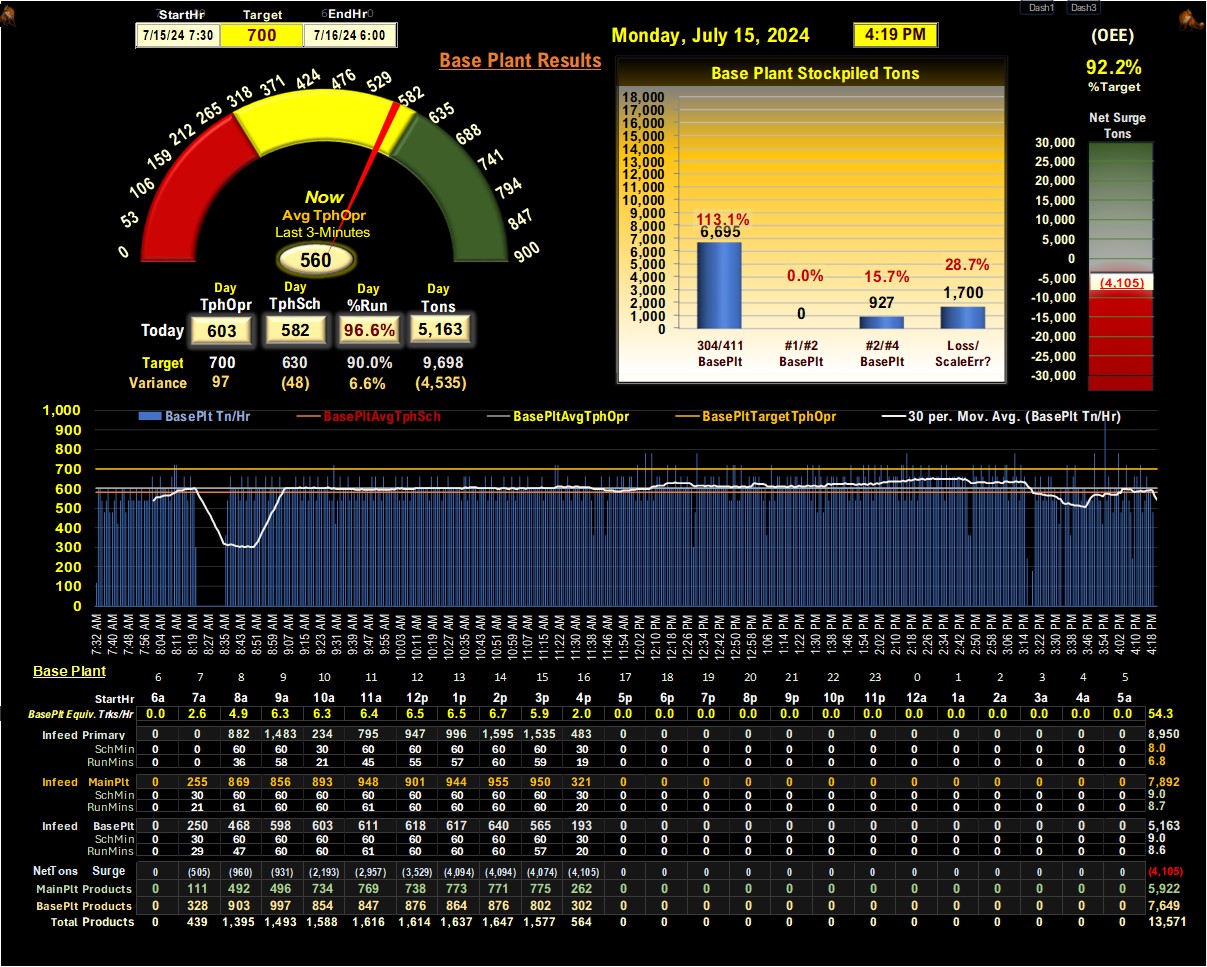 Dash1 Dash3
StartHr Target EndHr
7/15/24 7:30 700 7/16/24 6:00
Monday, July 15, 2024 4:19 PM
(OEE)
92.2%
%Target
Base Plant Results
0 53 106 159 212 265 318 371 424 476 529 582 635 688 741 794 847 900
Now
Avg TphOpr
Last 3-Minutes
560
Day Day Day Day
TphOpr TphSch %Run Tons
Today 603 582 96.6% 5,163
Target 700 630 90.0% 9,698
Variance 97 (48) 6.6% (4,535)
Base Plant Stockpiled Tons
18,000
17,000
16,000
15,000
14,000
13,000
12,000
11,000
10,000
9,000
8,000
7,000
6,000
5,000
4,000
3,000
2,000
1,000
0
113.1% 0.0% 15.7% 28.7%
6,695 0 927 1,700
304/411 #1/#2 #2/#4 Loss/
BasePlt BasePlt BasePlt ScaleErr?
Net Surge
Tons
30,000
25,000
20,000
15,000
10,000
5,000
0
-5,000
-10,000
-15,000
-20,000
-25,000
-30,000
(4,105)
BasePlt Tn/Hr BasePltAvgTphSch BasePltAvgTphOpr BasePltTargetTphOpr 30 per. Mov. Avg. (BasePlt Tn/Hr)
1,000
900
800
700
600
500
400
300
200
100
0
7:32 AM 7:40 AM 7:48 AM 7:56 AM 8:04 AM 8:11 AM 8:19 AM 8:27 AM 8:35 AM 8:43 AM 8:51 AM 8:59 AM 9:07 AM 9:15 AM 9:23 AM 9:31 AM 9:39 AM 9:47 AM 9:55 AM 10:03 AM 10:11 AM 10:19 AM 10:27 AM 10:35 AM 10:43 AM 10:51 AM 10:59 AM 11:07 AM 11:15 AM 11:22 AM 11:30 AM 11:38 AM 11:46 AM 11:54 AM 12:02 PM 12:10 PM 12:18 PM 12:26 PM 12:34 PM 12:42 PM 12:50 PM 12:58 PM 1:06 PM 1:14 PM 1:22 PM 1:30 PM 1:38 PM 1:46 PM 1:54 PM 2:02 PM 2:10 PM 2:18 PM 2:26 PM 2:34 PM 2:42 PM 2:50 PM 2:58 PM 3:06 PM 3:14 PM 3:22 PM 3:30 PM 3:38 PM 3:46 PM 3:54 PM 4:02 PM 4:10 PM 4:18 PM
Base Plant 6 7 8 9 10 11 12 13 14 15 16 17 18 19 20 21 22 23 0 1 2 3 4 5
StartHr 6a 7a 8a 9a 10a 11a 12p 1p 2p 3p 4p 5p 6p 7p 8p 9p 10p 11p 12a 1a 2a 3a 4a 5a
BasePlt Equiv. Trks/Hr 0.0 2.6 4.9 6.3 6.3 6.4 6.5 6.5 6.7 5.9 2.0 0.0 0.0 0.0 0.0 0.0 0.0 0.0 0.0 0.0 0.0 0.0 0.0 0.0 54.3
Infeed Primary 0 0 882 1,483 234 795 947 996 1,595 1,535 483 0 0 0 0 0 0 0 0 0 0 0 0 0 8,950
SchMin 0 0 60 60 30 60 60 60 60 60 30 0 0 0 0 0 0 0 0 0 0 0 0 0 8.0
RunMins 0 0 36 58 21 45 55 57 60 59 19 0 0 0 0 0 0 0 0 0 0 0 0 0 6.8
Infeed MainPlt 0 255 869 856 893 948 901 944 955 950 321 0 0 0 0 0 0 0 0 0 0 0 0 0 7,892
SchMin 0 30 60 60 60 60 60 60 60 60 30 0 0 0 0 0 0 0 0 0 0 0 0 0 9.0
RunMins 0 21 61 60 60 61 60 60 60 60 20 0 0 0 0 0 0 0 0 0 0 0 0 0 8.7
Infeed BasePlt 0 250 468 598 603 611 618 617 640 565 193 0 0 0 0 0 0 0 0 0 0 0 0 0 5,163
SchMin 0 30 60 60 60 60 60 60 60 60 30 0 0 0 0 0 0 0 0 0 0 0 0 0 9.0
RunMins 0 29 47 60 60 61 60 60 60 57 20 0 0 0 0 0 0 0 0 0 0 0 0 0 8.6
NetTons Surge 0 (505) (960) (931) (2,193) (2,957) (3,529) (4,094) (4,094) (4,074) (4,105) 0 0 0 0 0 0 0 0 0 0 0 0 0 (4,105)
MainPlt Products 0 111 492 496 734 769 738 773 771 775 262 0 0 0 0 0 0 0 0 0 0 0 0 0 5,922
BasePlt Products 0 328 903 997 854 847 876 864 876 802 302 0 0 0 0 0 0 0 0 0 0 0 0 0 7,649
Total Products 0 439 1,395 1,493 1,588 1,616 1,614 1,637 1,647 1,577 564 0 0 0 0 0 0 0 0 0 0 0 0 0 13,571